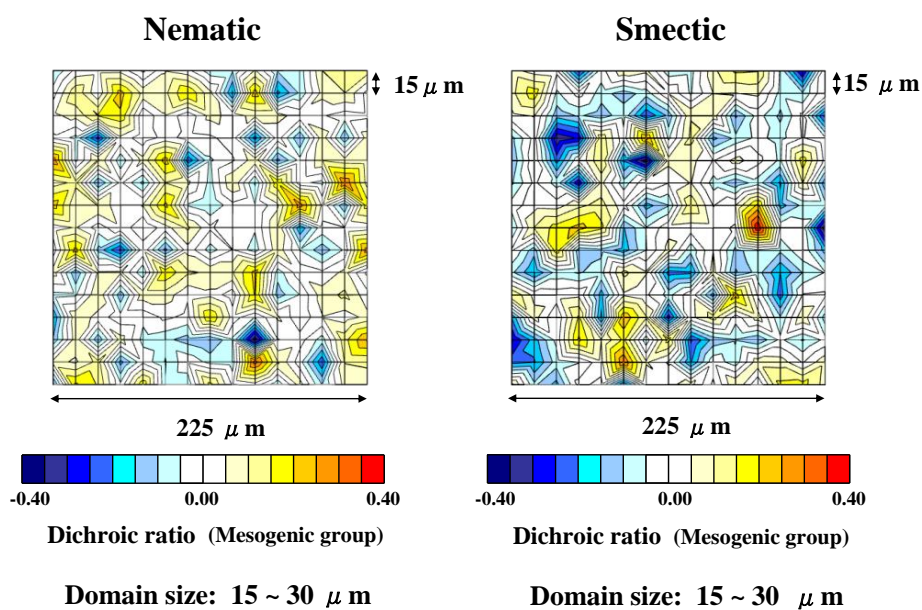 Nematic
Smectic
15 μ m
15 μ m
225 μ m
225 μ m
-0.40 0.00 0.40
-0.40 0.00 0.40
Dichroic ratio (Mesogenic group)
Dichroic ratio (Mesogenic group)
Domain size: 15 ~ 30 μ m
Domain size: 15 ~ 30 μ m